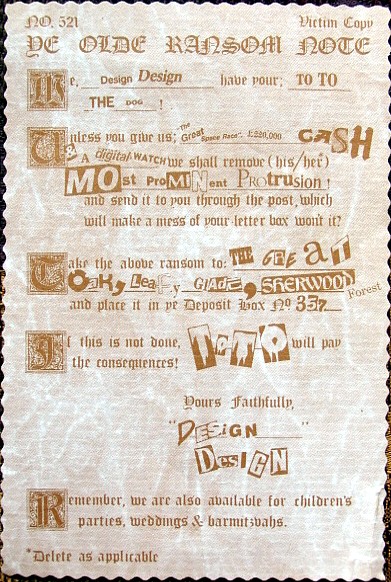 NO. 521 Victim Copy
YE OLDE RANSOM NOTE
We, Design Design have your; TO TO
THE DOG !
Unless you give us; "The Great Space Race". 1:220,000 CASH
& A digital WATCH we shall remove (his/her)
MOst ProMINent Protrusion!
and send it to you through the post, which
will make a mess of your letter box won't it?
Take the above ransom to: THE GREAT
OAK, Leafy GLADE, SHERWOOD Forest
and place it in ye Deposit Box No 337
If this is not done, TOTO will pay
the consequences!
Yours Faithfully,
"DESiGN
DesiGN
Remember, we are also available for children's
parties, weddings & barmitzvahs.
*Delete as applicable